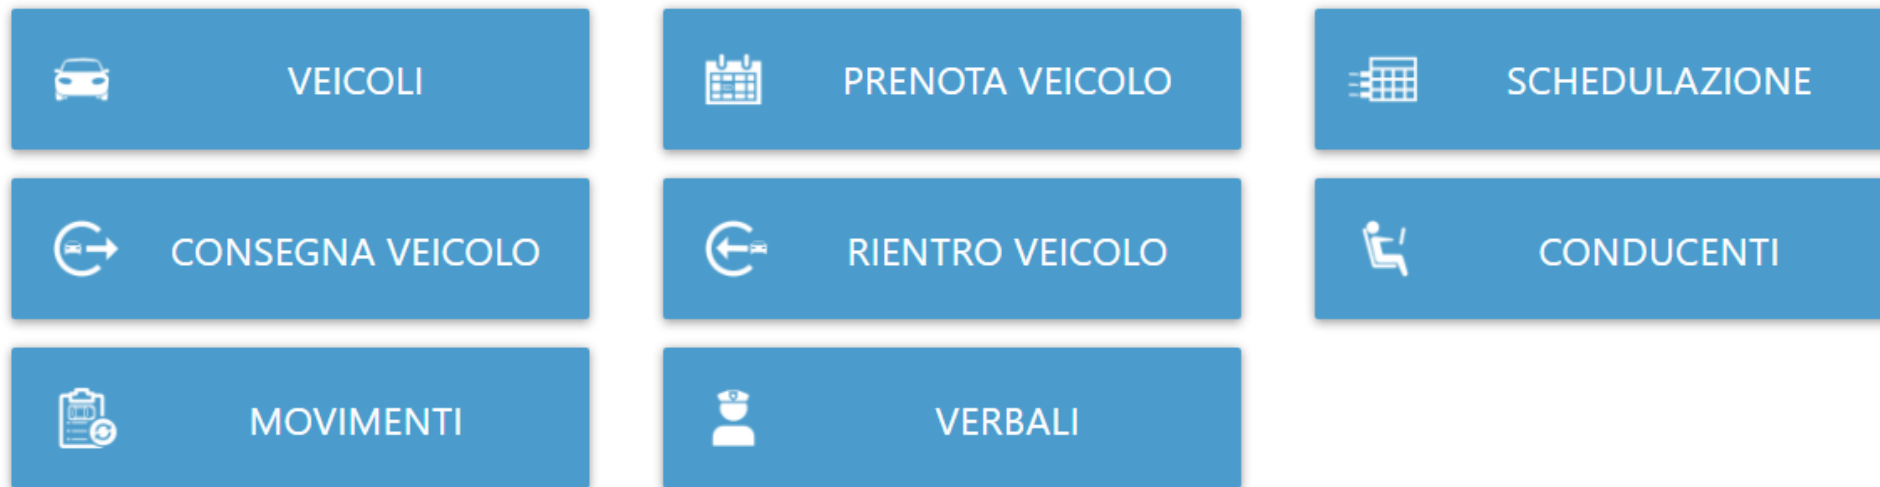 VEICOLI
PRENOTA VEICOLO
SCHEDULAZIONE
CONSEGNA VEICOLO
RIENTRO VEICOLO
CONDUCENTI
MOVIMENTI
VERBALI